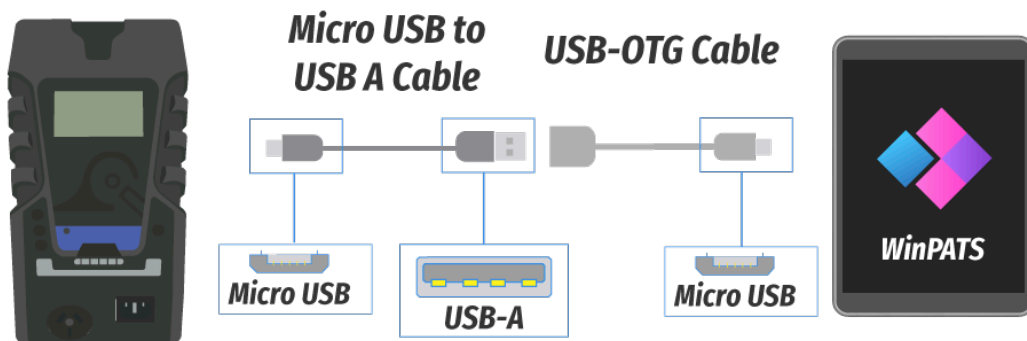 Micro USB to
USB A Cable
USB-OTG Cable
Micro USB
USB-A
Micro USB
WinPATS